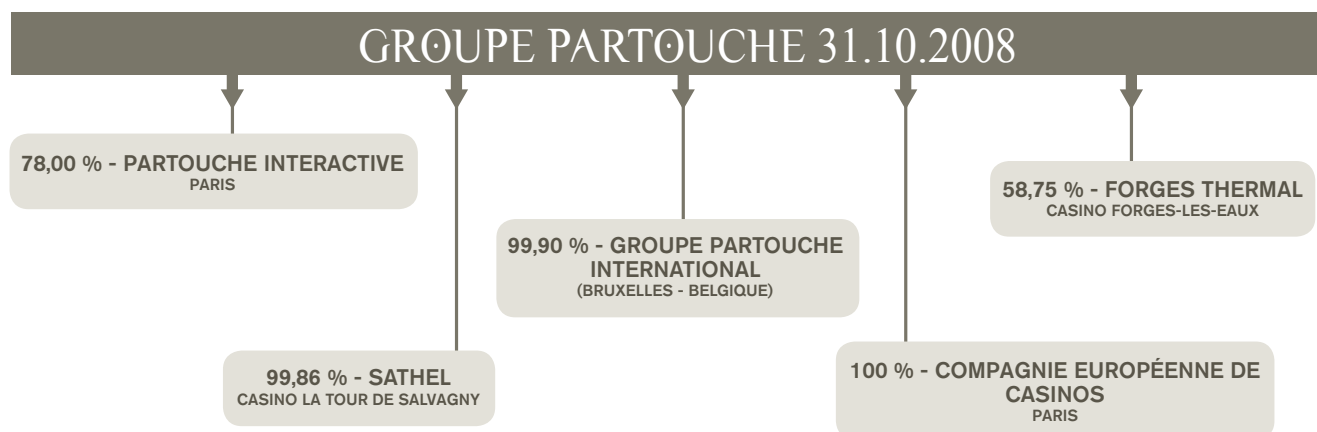 GROUPE PARTOUCHE 31.10.2008
78,00 % - PARTOUCHE INTERACTIVE
PARIS
99,86 % - SATHEL
CASINO LA TOUR DE SALVAGNY
99,90 % - GROUPE PARTOUCHE
INTERNATIONAL
(BRUXELLES - BELGIQUE)
100 % - COMPAGNIE EUROPÉENNE DE
CASINOS
PARIS
58,75 % - FORGES THERMAL
CASINO FORGES-LES-EAUX